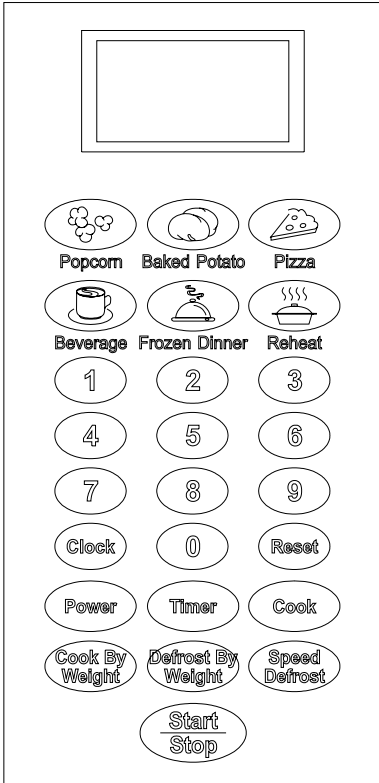 Popcorn Baked Potato Pizza
Beverage Frozen Dinner Reheat
1 2 3
4 5 6
7 8 9
Clock 0 Reset
Power Timer Cook
Cook By Defrost By Speed
Weight Weight Defrost
Start
Stop